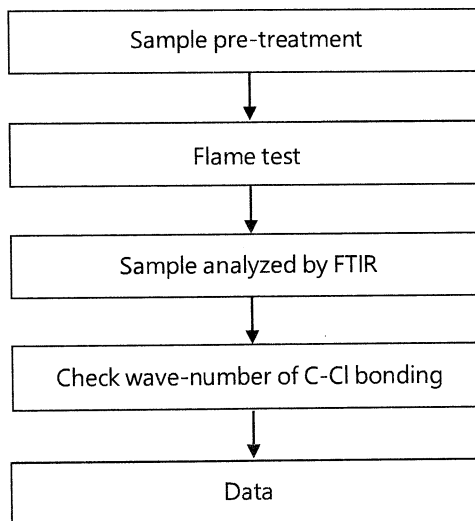 Sample pre-treatment
Flame test
Sample analyzed by FTIR
Check wave-number of C-Cl bonding
Data